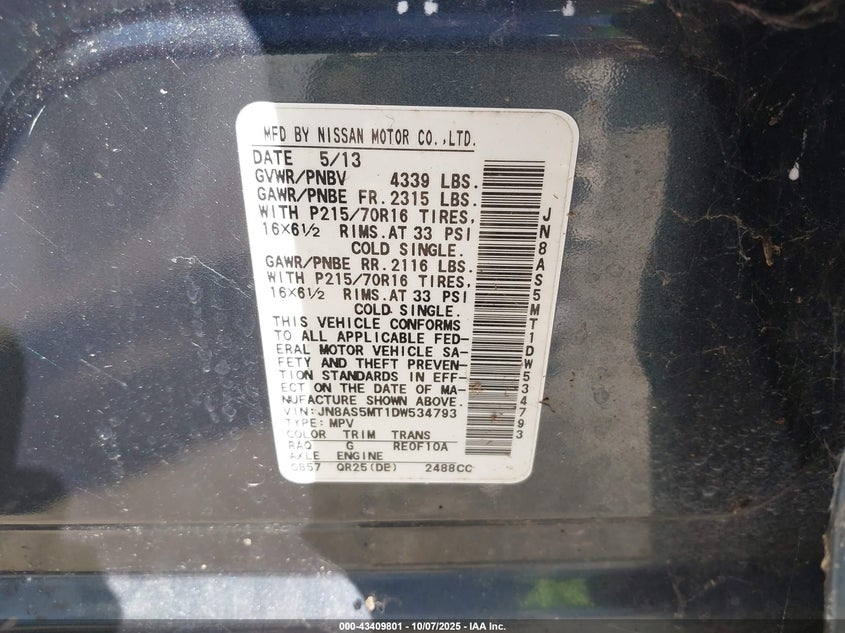 MFD BY NISSAN MOTOR CO.,LTD.
DATE 5/13
GVWR/PNBV 4339 LBS.
GAWR/PNBE FR.2315 LBS.
WITH P215/70R16 TIRES,
16×6½ RIMS.AT 33 PSI
COLD SINGLE.
GAWR/PNBE RR.2116 LBS.
WITH P215/70R16 TIRES,
16×6½ RIMS.AT 33 PSI
COLD SINGLE.
THIS VEHICLE CONFORMS
TO ALL APPLICABLE FED-
ERAL MOTOR VEHICLE SA-
FETY AND THEFT PREVEN-
TION STANDARDS IN EFF-
ECT ON THE DATE OF MA-
NUFACTURE SHOWN ABOVE.
VIN:JN8AS5MT1DW534793
TYPE:MPV
COLOR TRIM TRANS
RAQ G RE0F10A
AXLE ENGINE
GB57 QR25(DE) 2488CC
JN8AS5MT1DW534793
000-43409801 - 10/07/2025 - IAA Inc.